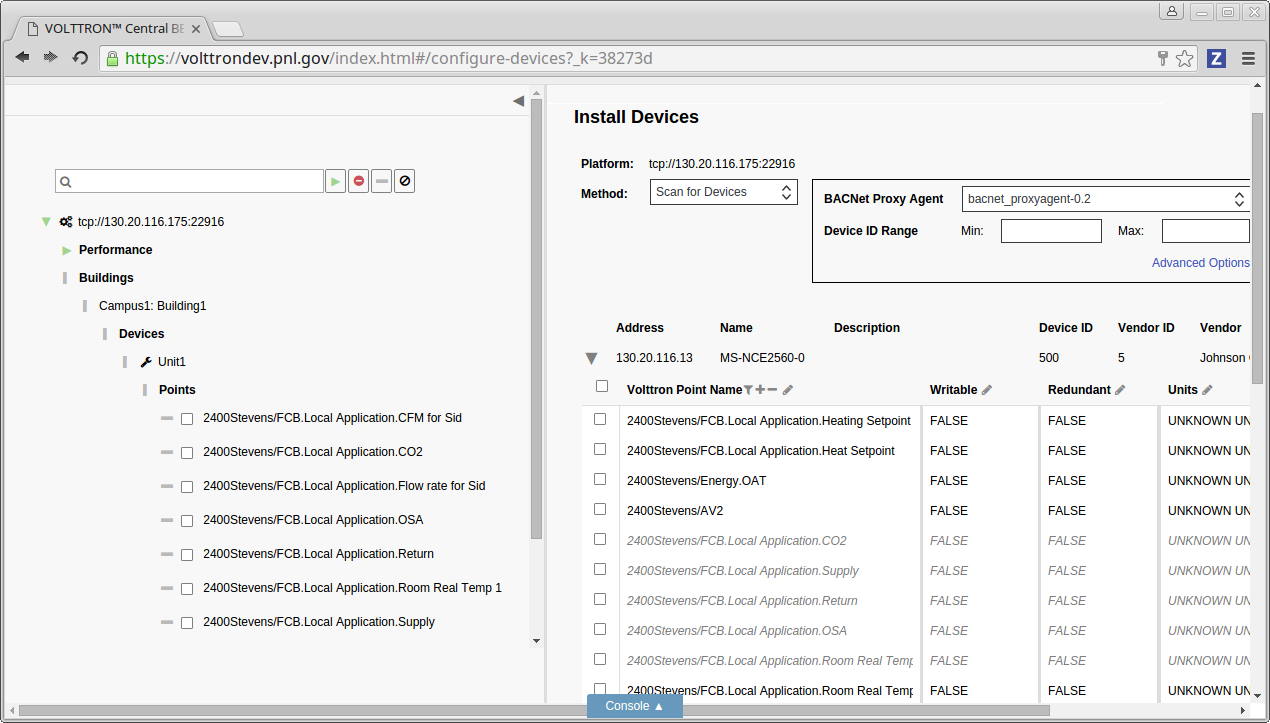 VOLTTRON™ Central BE
https://volttrondev.pnl.gov/index.html#/configure-devices?_k=38273d
Z
tcp://130.20.116.175:22916
Performance
Buildings
Campus1: Building1
Devices
Unit1
Points
2400Stevens/FCB.Local Application.CFM for Sid
2400Stevens/FCB.Local Application.CO2
2400Stevens/FCB.Local Application.Flow rate for Sid
2400Stevens/FCB.Local Application.OSA
2400Stevens/FCB.Local Application.Return
2400Stevens/FCB.Local Application.Room Real Temp 1
2400Stevens/FCB.Local Application.Supply
Install Devices
Platform: tcp://130.20.116.175:22916
Method: Scan for Devices
BACNet Proxy Agent bacnet_proxyagent-0.2
Device ID Range Min: Max:
Advanced Options
Address Name Description Device ID Vendor ID Vendor
130.20.116.13 MS-NCE2560-0 500 5 Johnson
Volttron Point Name Writable Redundant Units
2400Stevens/FCB.Local Application.Heating Setpoint FALSE FALSE UNKNOWN UN
2400Stevens/FCB.Local Application.Heat Setpoint FALSE FALSE UNKNOWN UN
2400Stevens/Energy.OAT FALSE FALSE UNKNOWN UN
2400Stevens/AV2 FALSE FALSE UNKNOWN UN
2400Stevens/FCB.Local Application.CO2 FALSE FALSE UNKNOWN UN
2400Stevens/FCB.Local Application.Supply FALSE FALSE UNKNOWN UN
2400Stevens/FCB.Local Application.Return FALSE FALSE UNKNOWN UN
2400Stevens/FCB.Local Application.OSA FALSE FALSE UNKNOWN UN
2400Stevens/FCB.Local Application.Room Real Temp FALSE FALSE UNKNOWN UN
2400Stevens/FCB.Local Application.Room Real Temp FALSE FALSE UNKNOWN UN
Console ▲